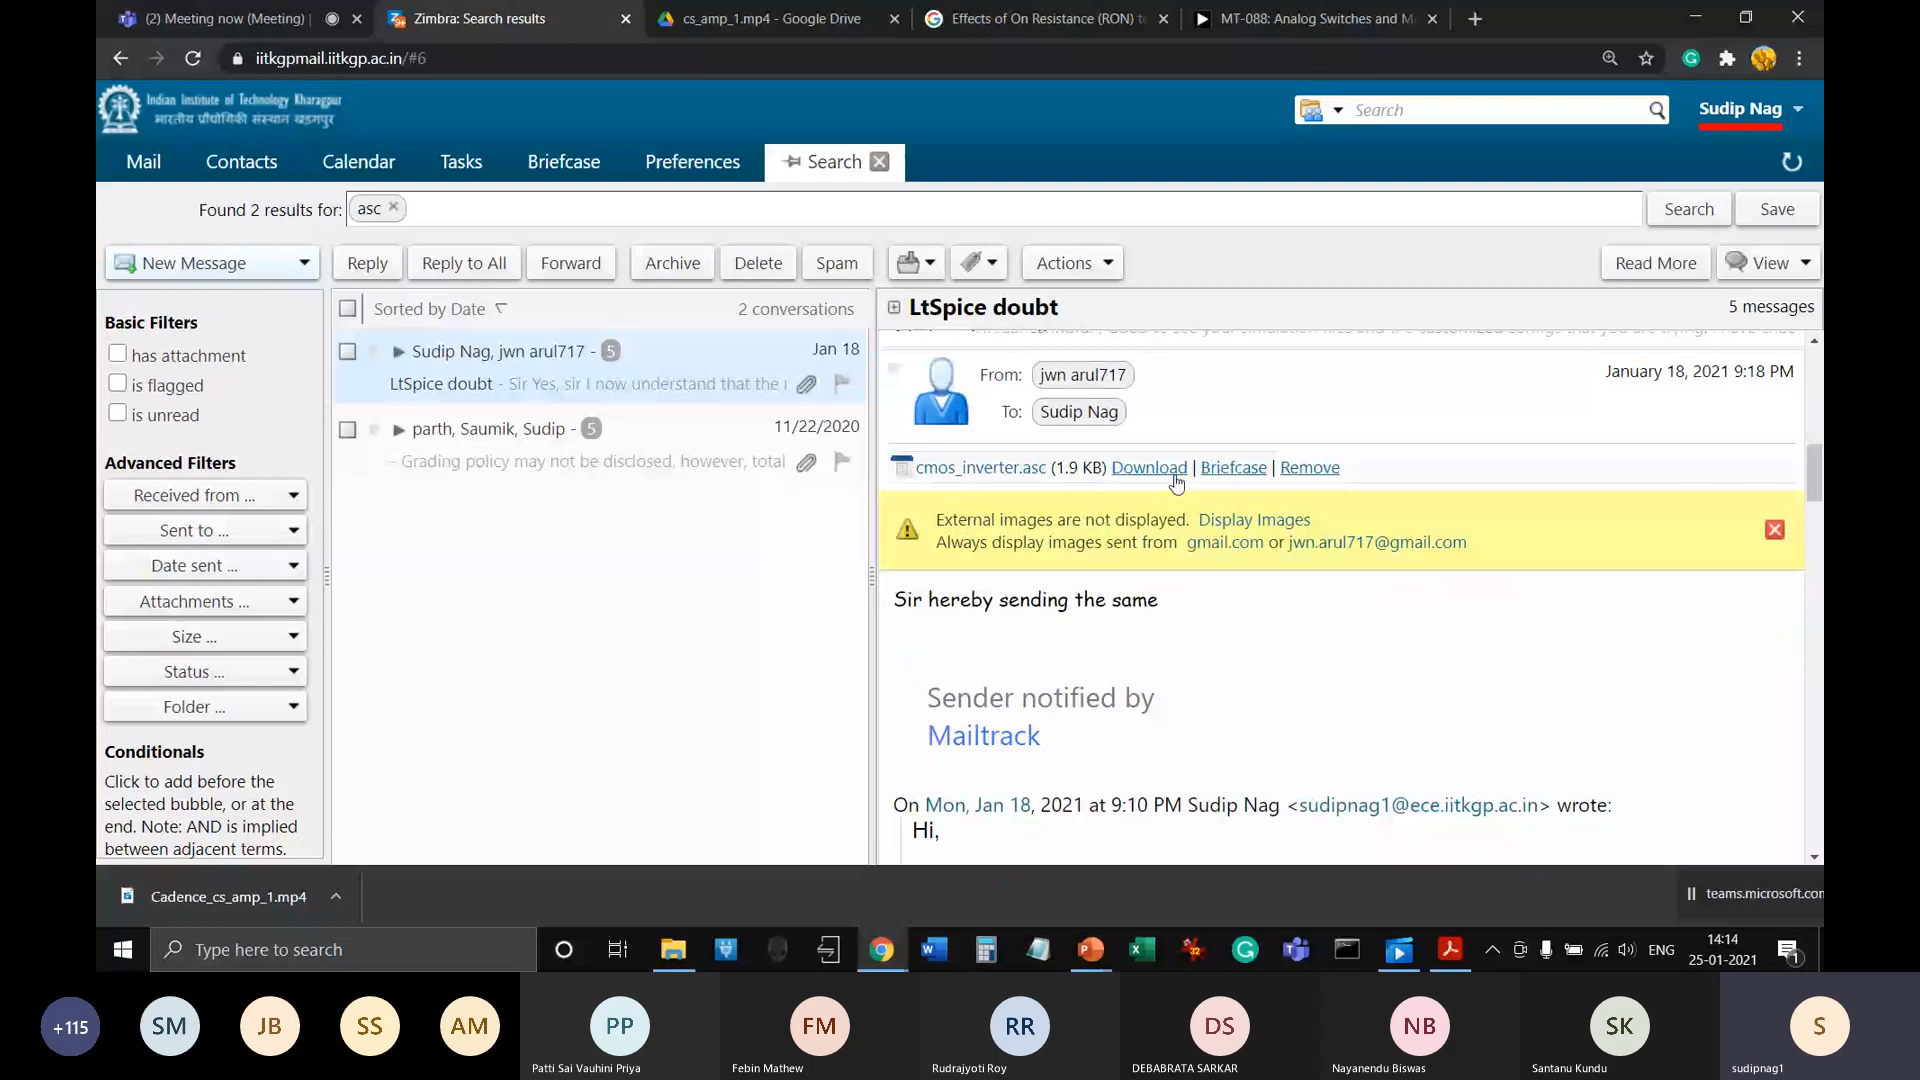 (2) Meeting now (Meeting) |
Zimbra: Search results
cs_amp_1.mp4 - Google Drive
Effects of On Resistance (RON) t
MT-088: Analog Switches and M
iitkgpmail.iitkgp.ac.in/#6
Indian Institute of Technology Kharagpur
भारतीय प्रौद्योगिकी संस्थान खड़गपुर
Search
Sudip Nag
Mail
Contacts
Calendar
Tasks
Briefcase
Preferences
Search
Found 2 results for:
asc
Search
Save
New Message
Reply
Reply to All
Forward
Archive
Delete
Spam
Actions
Read More
View
Basic Filters
has attachment
is flagged
is unread
Advanced Filters
Received from ...
Sent to ...
Date sent ...
Attachments ...
Size ...
Status ...
Folder ...
Conditionals
Click to add before the
selected bubble, or at the
end. Note: AND is implied
between adjacent terms.
Sorted by Date
2 conversations
Sudip Nag, jwn arul717 - 5
Jan 18
LtSpice doubt - Sir Yes, sir I now understand that the
parth, Saumik, Sudip - 5
11/22/2020
- Grading policy may not be disclosed, however, total
LtSpice doubt
5 messages
From: jwn arul717
January 18, 2021 9:18 PM
To: Sudip Nag
cmos_inverter.asc (1.9 KB) Download | Briefcase | Remove
External images are not displayed. Display Images
Always display images sent from gmail.com or jwn.arul717@gmail.com
Sir hereby sending the same
Sender notified by
Mailtrack
On Mon, Jan 18, 2021 at 9:10 PM Sudip Nag <sudipnag1@ece.iitkgp.ac.in> wrote:
Hi,
Cadence_cs_amp_1.mp4
teams.microsoft.com
Type here to search
32
ENG
14:14
25-01-2021
1
+115
SM
JB
SS
AM
PP
Patti Sai Vauhini Priya
FM
Febin Mathew
RR
Rudrajyoti Roy
DS
DEBABRATA SARKAR
NB
Nayanendu Biswas
SK
Santanu Kundu
S
sudipnag1